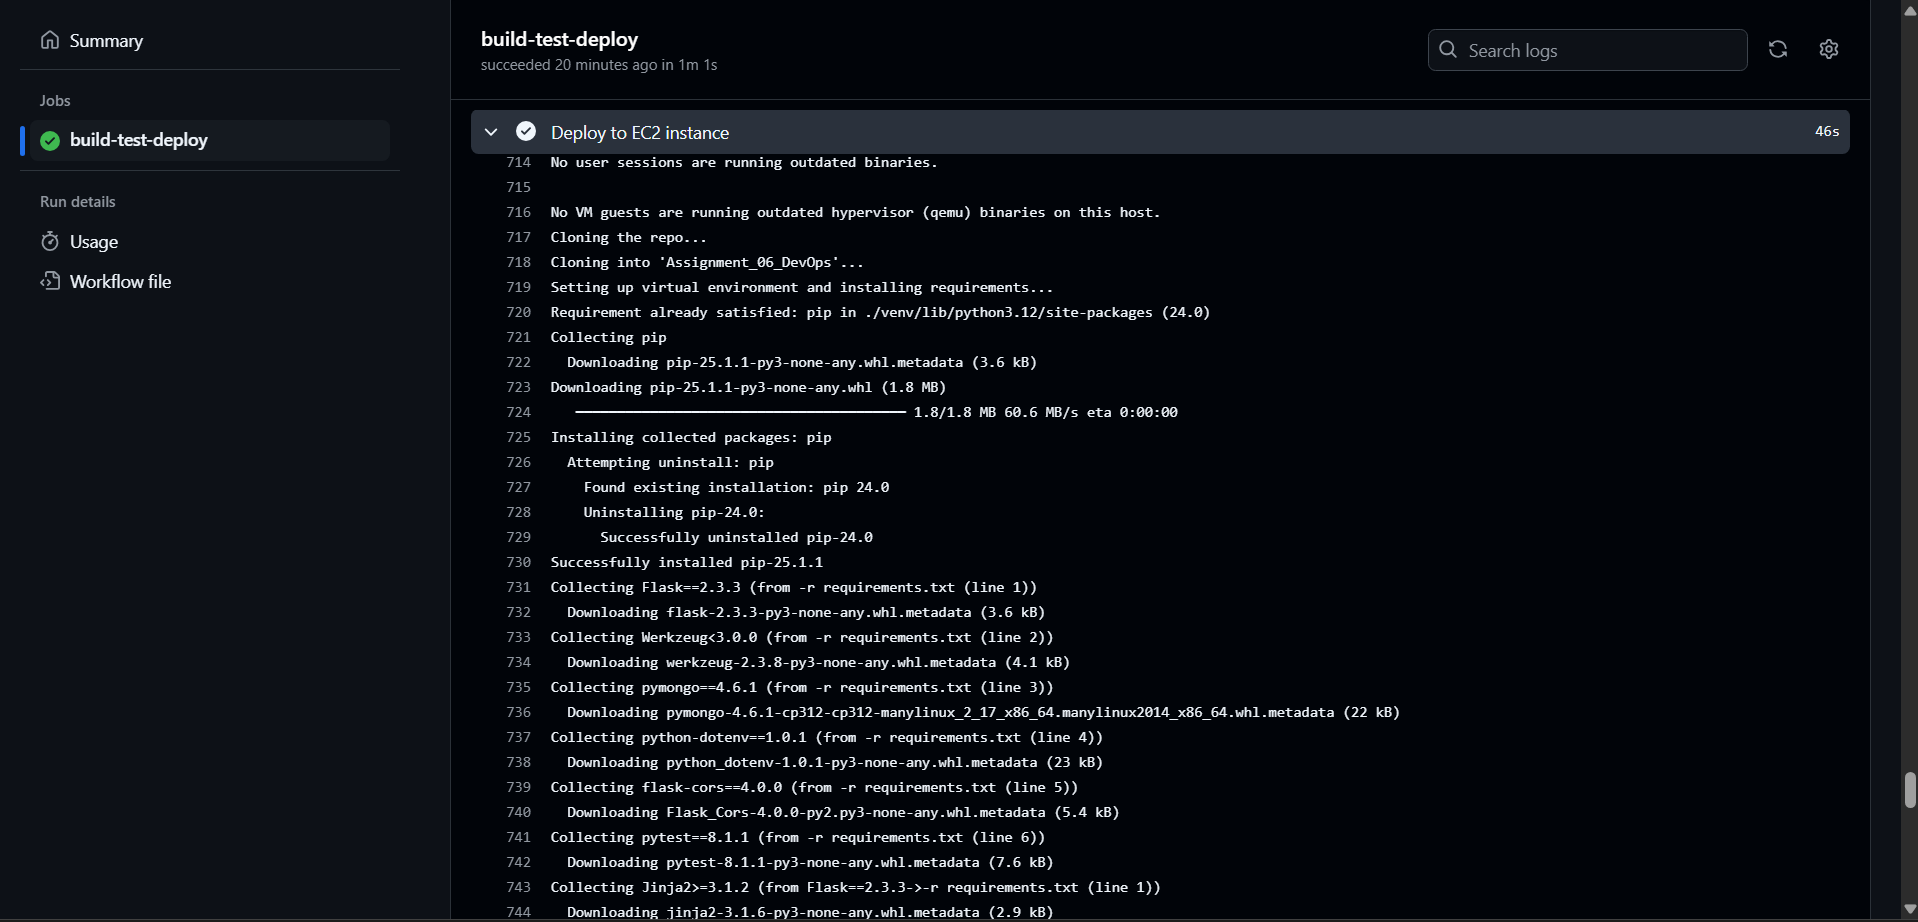 Summary
Jobs
build-test-deploy
Run details
Usage
Workflow file
build-test-deploy
succeeded 20 minutes ago in 1m 1s
Search logs
Deploy to EC2 instance 46s
714 No user sessions are running outdated binaries.
715
716 No VM guests are running outdated hypervisor (qemu) binaries on this host.
717 Cloning the repo...
718 Cloning into 'Assignment_06_DevOps'...
719 Setting up virtual environment and installing requirements...
720 Requirement already satisfied: pip in ./venv/lib/python3.12/site-packages (24.0)
721 Collecting pip
722 Downloading pip-25.1.1-py3-none-any.whl.metadata (3.6 kB)
723 Downloading pip-25.1.1-py3-none-any.whl (1.8 MB)
724 ━━━━━━━━━━━━━━━━━━━━━━━━━━━━━━━━━━━━━━━━ 1.8/1.8 MB 60.6 MB/s eta 0:00:00
725 Installing collected packages: pip
726 Attempting uninstall: pip
727 Found existing installation: pip 24.0
728 Uninstalling pip-24.0:
729 Successfully uninstalled pip-24.0
730 Successfully installed pip-25.1.1
731 Collecting Flask==2.3.3 (from -r requirements.txt (line 1))
732 Downloading flask-2.3.3-py3-none-any.whl.metadata (3.6 kB)
733 Collecting Werkzeug<3.0.0 (from -r requirements.txt (line 2))
734 Downloading werkzeug-2.3.8-py3-none-any.whl.metadata (4.1 kB)
735 Collecting pymongo==4.6.1 (from -r requirements.txt (line 3))
736 Downloading pymongo-4.6.1-cp312-cp312-manylinux_2_17_x86_64.manylinux2014_x86_64.whl.metadata (22 kB)
737 Collecting python-dotenv==1.0.1 (from -r requirements.txt (line 4))
738 Downloading python_dotenv-1.0.1-py3-none-any.whl.metadata (23 kB)
739 Collecting flask-cors==4.0.0 (from -r requirements.txt (line 5))
740 Downloading Flask_Cors-4.0.0-py2.py3-none-any.whl.metadata (5.4 kB)
741 Collecting pytest==8.1.1 (from -r requirements.txt (line 6))
742 Downloading pytest-8.1.1-py3-none-any.whl.metadata (7.6 kB)
743 Collecting Jinja2>=3.1.2 (from Flask==2.3.3->-r requirements.txt (line 1))
744 Downloading jinja2-3.1.6-py3-none-any.whl.metadata (2.9 kB)